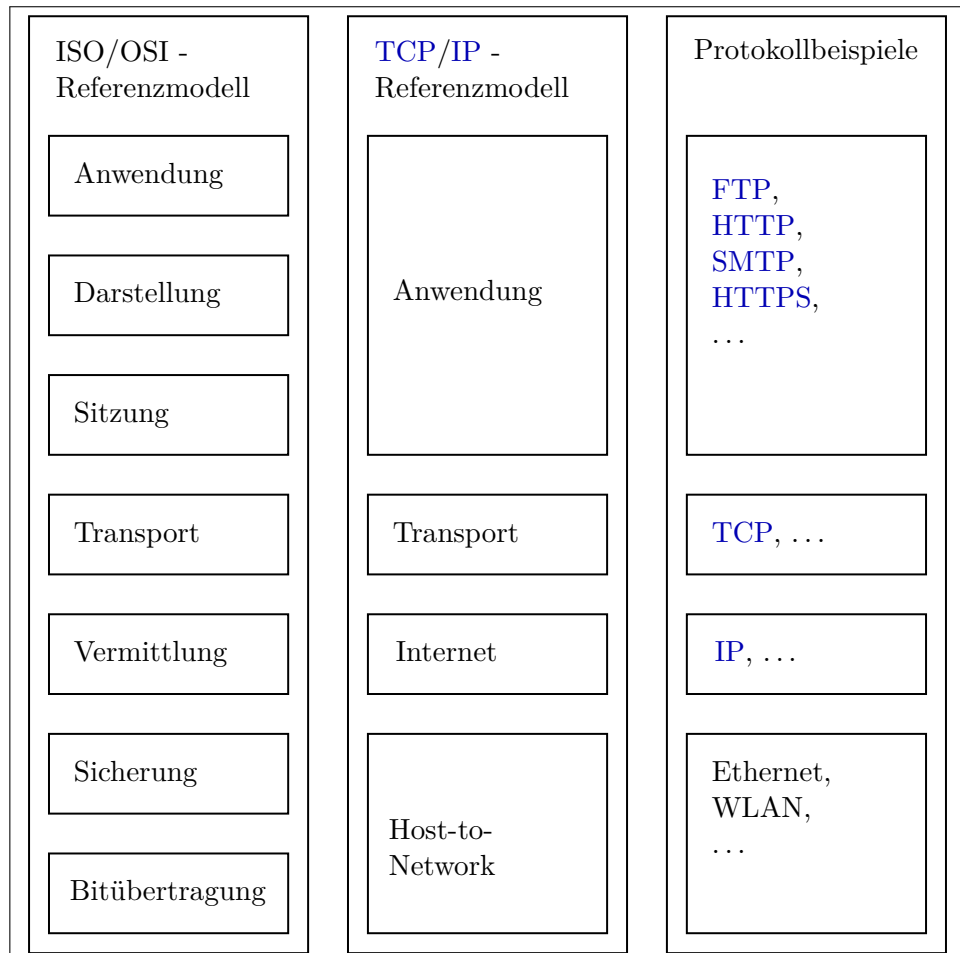 ISO/OSI -
Referenzmodell
Anwendung
Darstellung
Sitzung
Transport
Vermittlung
Sicherung
Bitübertragung
TCP/IP -
Referenzmodell
Anwendung
Transport
Internet
Host-to-
Network
Protokollbeispiele
FTP,
HTTP,
SMTP,
HTTPS,
...
TCP, ...
IP, ...
Ethernet,
WLAN,
...